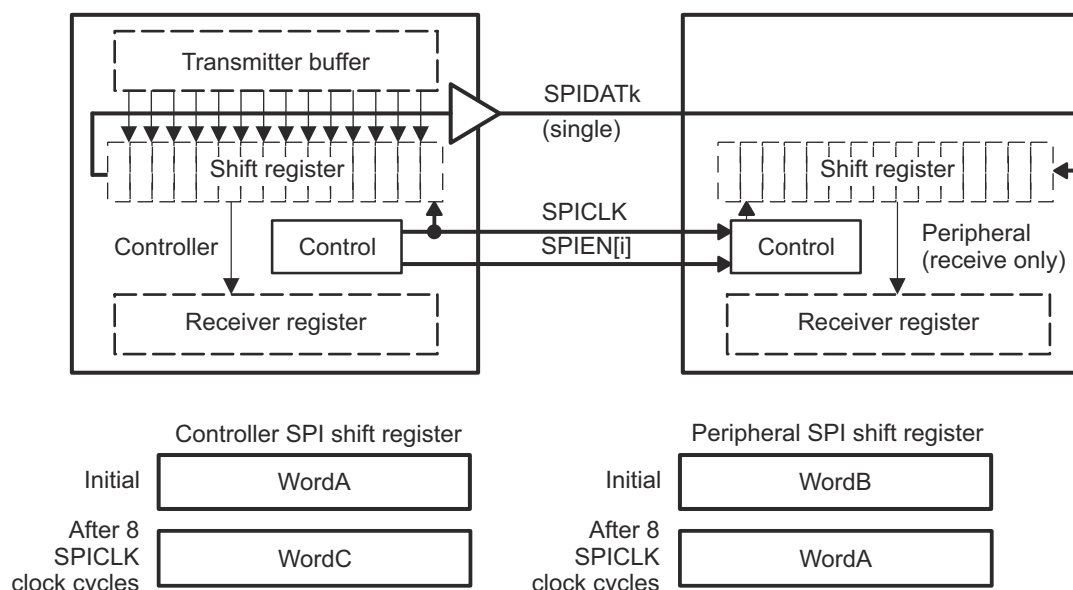 Transmitter buffer
SPIDATk
(single)
Shift register
Shift register
SPICLK
Controller
Control
SPIEN[i]
Control
Peripheral
(receive only)
Receiver register
Receiver register
Controller SPI shift register
Peripheral SPI shift register
Initial
WordA
Initial
WordB
After 8
SPICLK
clock cycles
WordC
After 8
SPICLK
clock cycles
WordA